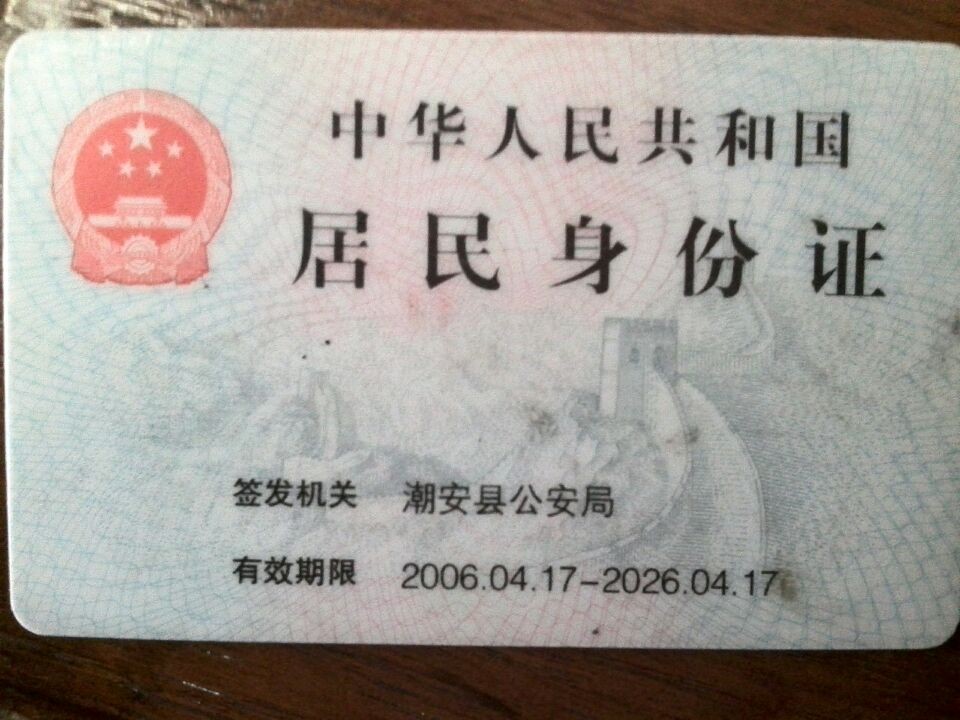 中华人民共和国
居民身份证
签发机关 潮安县公安局
有效期限 2006.04.17-2026.04.17